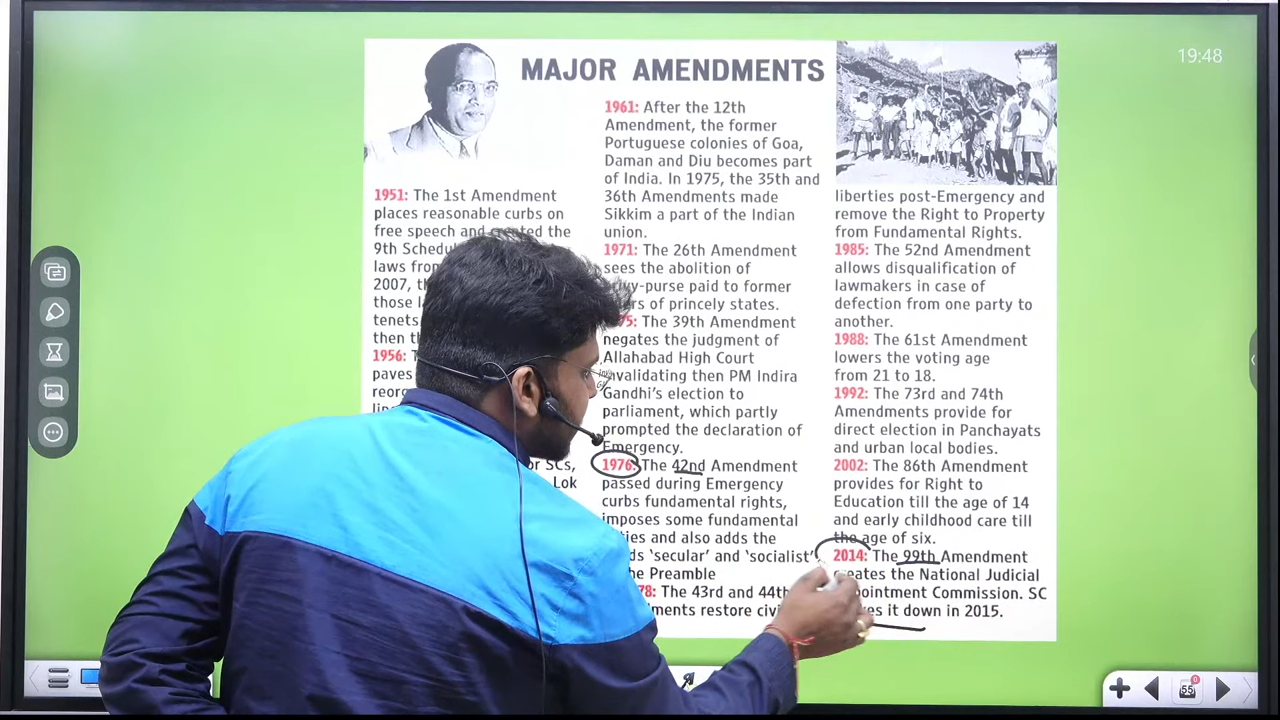 19:48
MAJOR AMENDMENTS
1951: The 1st Amendment
places reasonable curbs on
free speech and created the
9th
laws
2007,
those
tenets
then
1956:
paves
SCs,
Lok
1961: After the 12th
Amendment, the former
Portuguese colonies of Goa,
Daman and Diu becomes part
of India. In 1975, the 35th and
36th Amendments made
Sikkim a part of the Indian
union.
1971: The 26th Amendment
sees the abolition of
paid to former
of princely states.
The 39th Amendment
negates the judgment of
Allahabad High Court
invalidating then PM Indira
Gandhi's election to
parliament, which partly
prompted the declaration of
Emergency.
1976: The 42nd Amendment
passed during Emergency
curbs fundamental rights,
imposes some fundamental
and also adds the
'secular' and 'socialist'
Preamble
The 43rd and 44th
restore
liberties post-Emergency and
remove the Right to Property
from Fundamental Rights.
1985: The 52nd Amendment
allows disqualification of
lawmakers in case of
defection from one party to
another.
1988: The 61st Amendment
lowers the voting age
from 21 to 18.
1992: The 73rd and 74th
Amendments provide for
direct election in Panchayats
and urban local bodies.
2002: The 86th Amendment
provides for Right to
Education till the age of 14
and early childhood care till
the age of six.
2014: The 99th Amendment
the National Judicial
Commission. SC
it down in 2015.
55
0